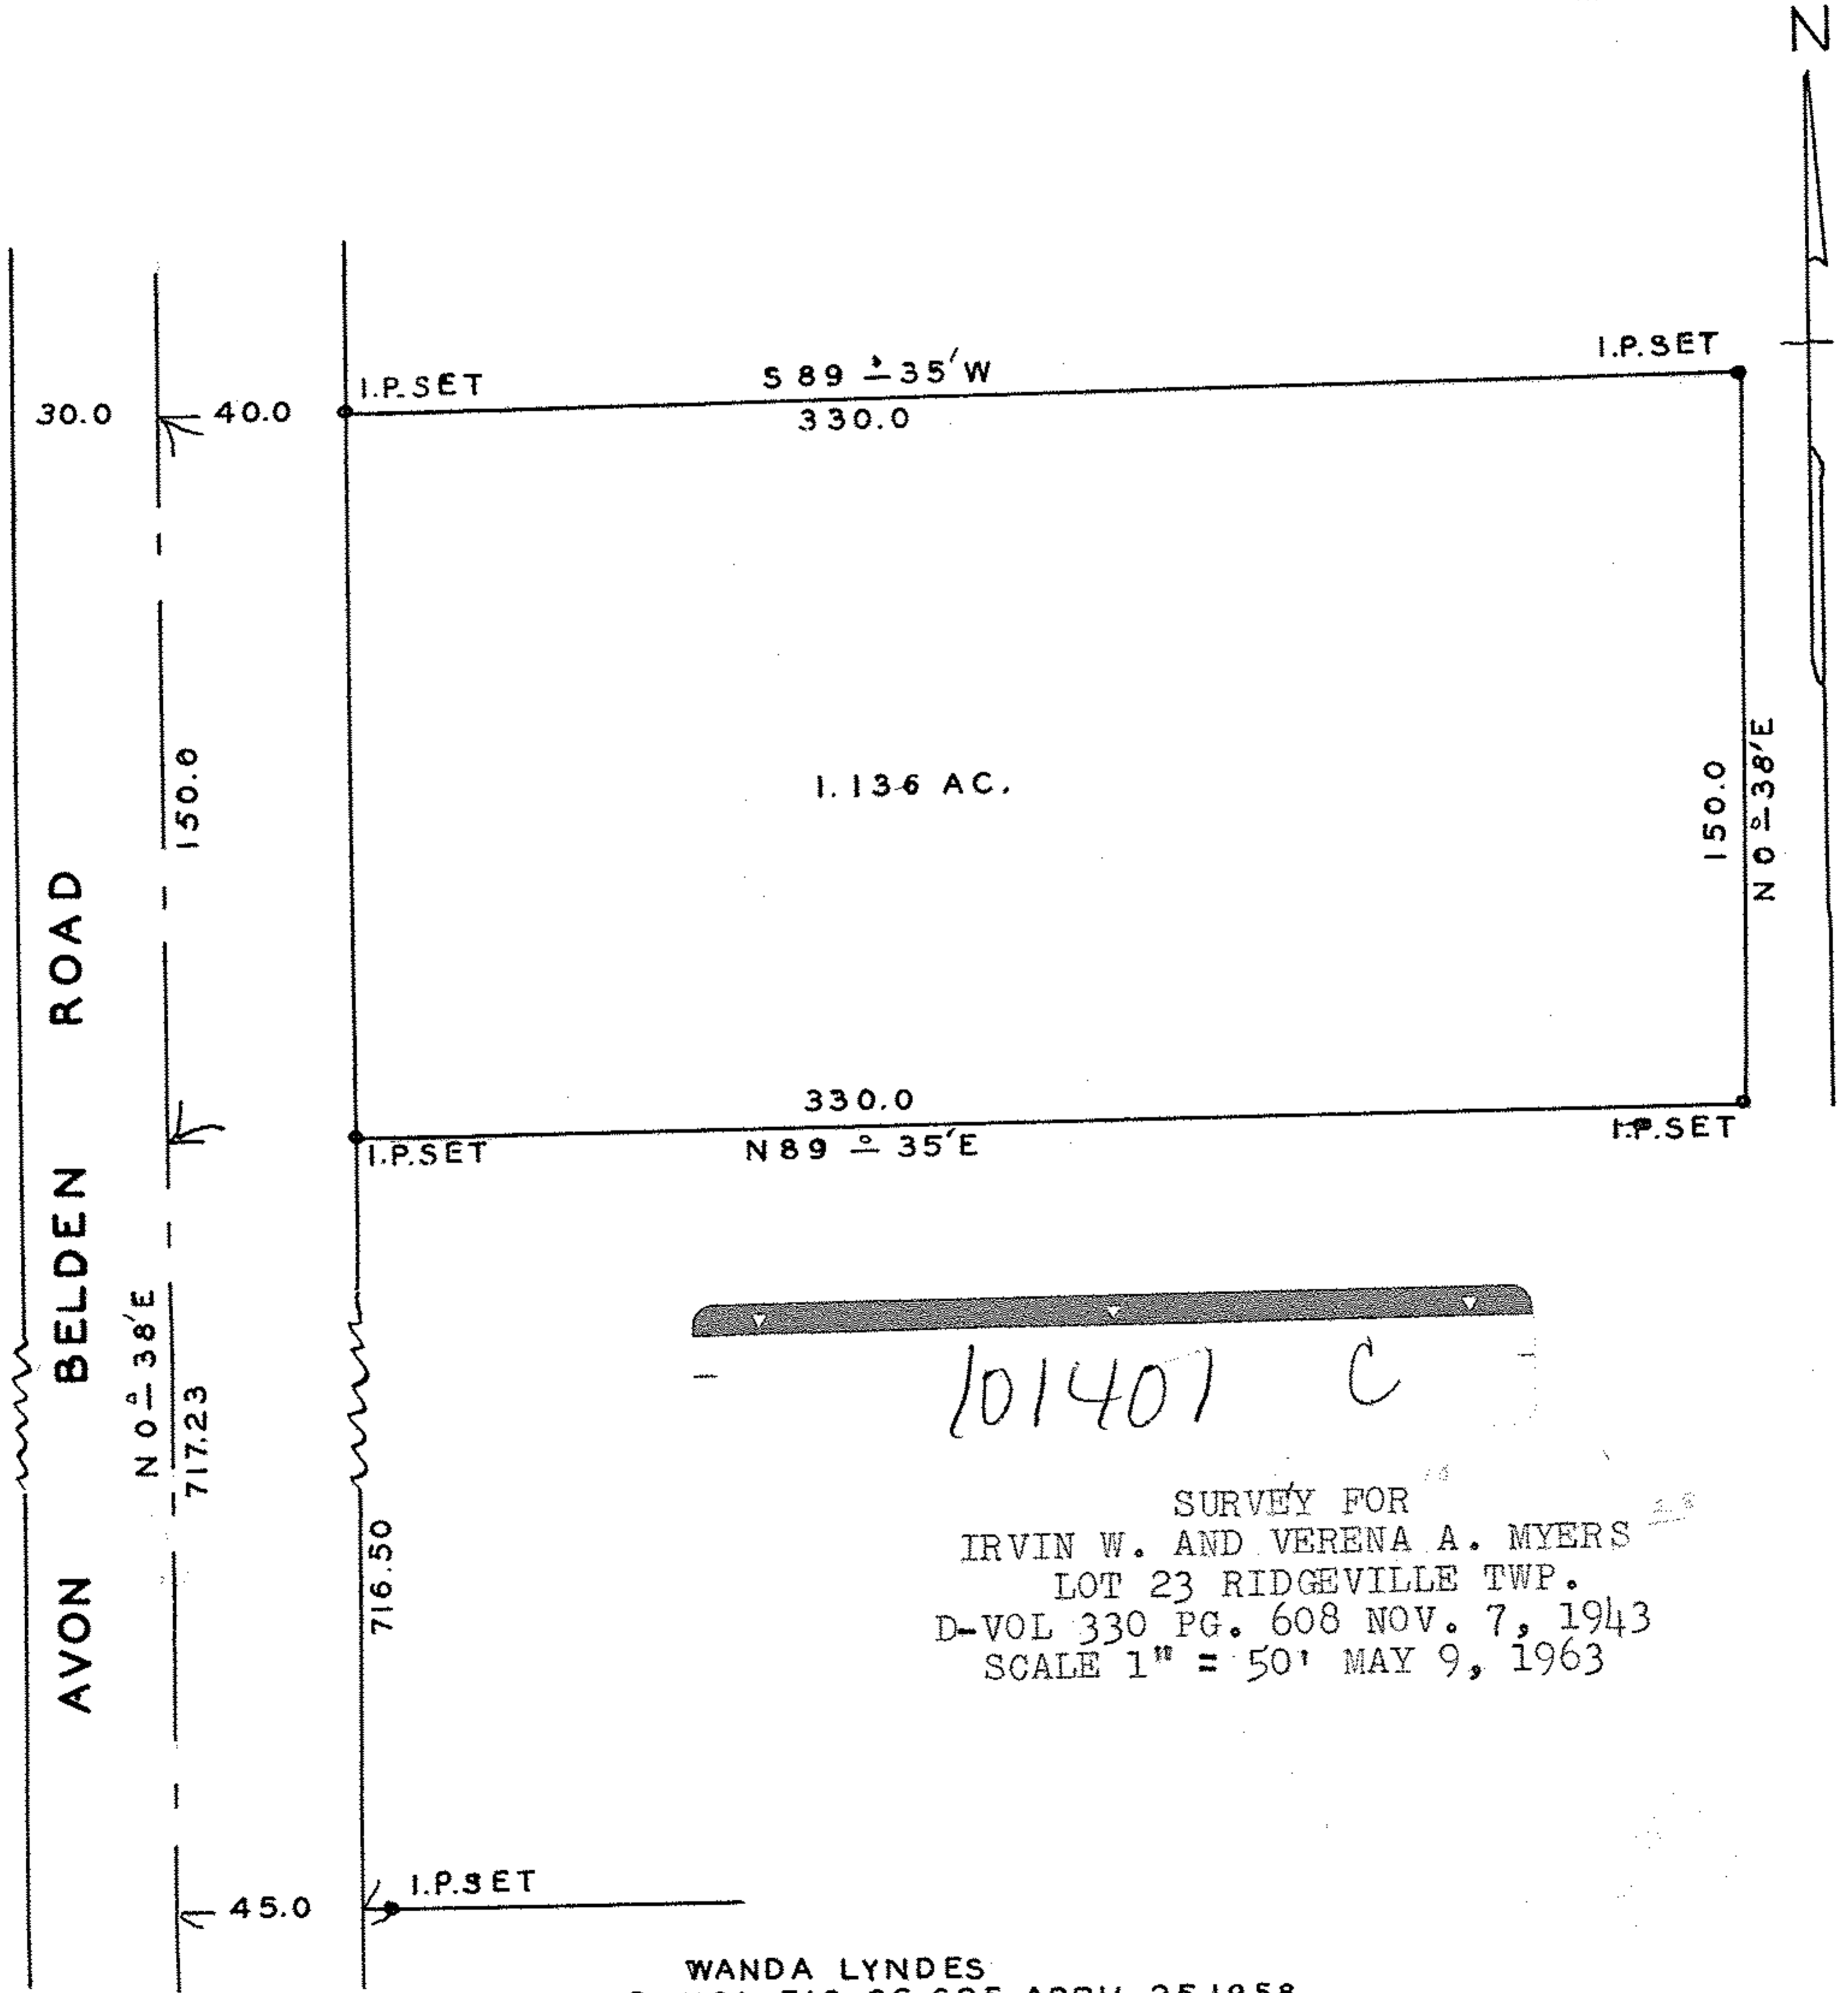 N
I.P. SET
S 89°-35'W
I.P. SET
30.0
40.0
330.0
150.0
1.136 AC.
150.0
N 0°-38'E
330.0
I.P. SET
N 89°-35'E
I.P. SET
AVON BELDEN ROAD
N 0°-38'E
717.23
716.50
101401 C
SURVEY FOR
IRVIN W. AND VERENA A. MYERS
LOT 23 RIDGEVILLE TWP.
D-VOL 330 PG. 608 NOV. 7, 1943
SCALE 1" = 50' MAY 9, 1963
I.P. SET
45.0
WANDA LYNDES